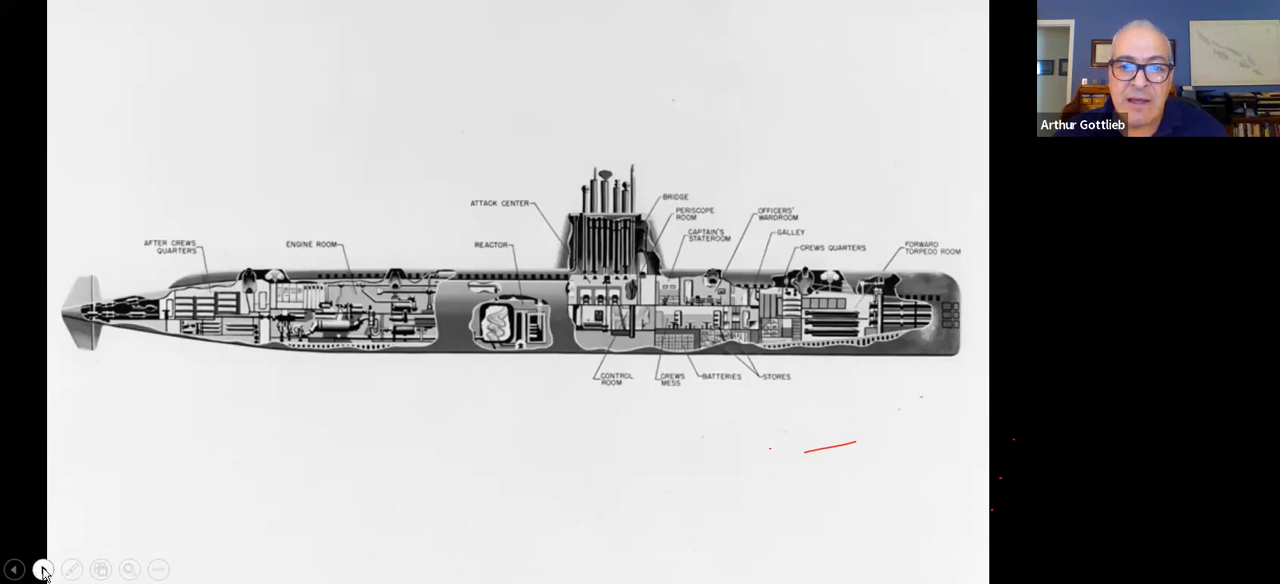 ATTACK CENTER
BRIDGE
PERISCOPE
ROOM
OFFICERS'
WARDROOM
CAPTAIN'S
STATEROOM
GALLEY
AFTER CREWS
QUARTERS
ENGINE ROOM
REACTOR
CREWS QUARTERS
FORWARD
TORPEDO ROOM
CONTROL
ROOM
CREWS
MESS
BATTERIES
STORES
Arthur Gottlieb